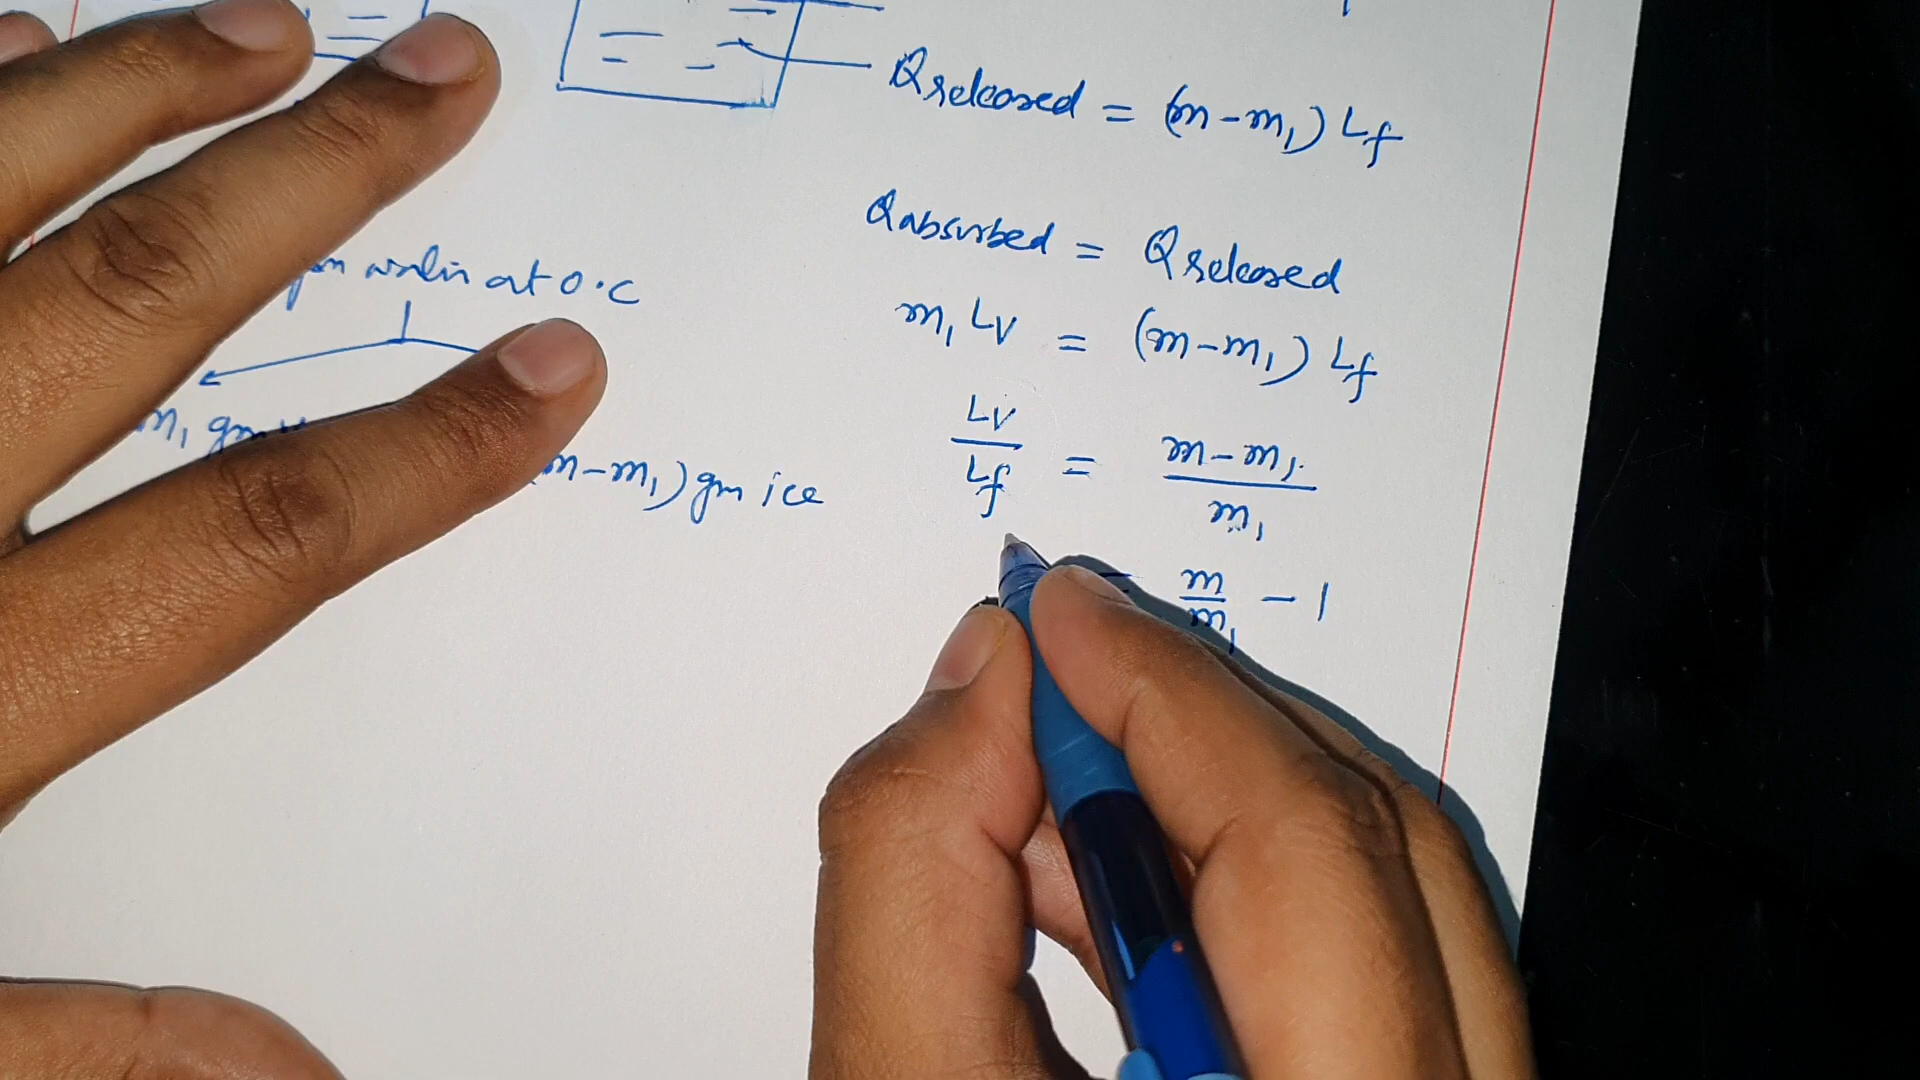 Qreleased = (m-m₁) Lf
Qabsorbed = Qreleased
m₁ Lv = (m-m₁) Lf
Lv/Lf = m-m₁/m₁
= m/m₁ - 1
at 0°C
m₁ gm
(m-m₁) gm ice